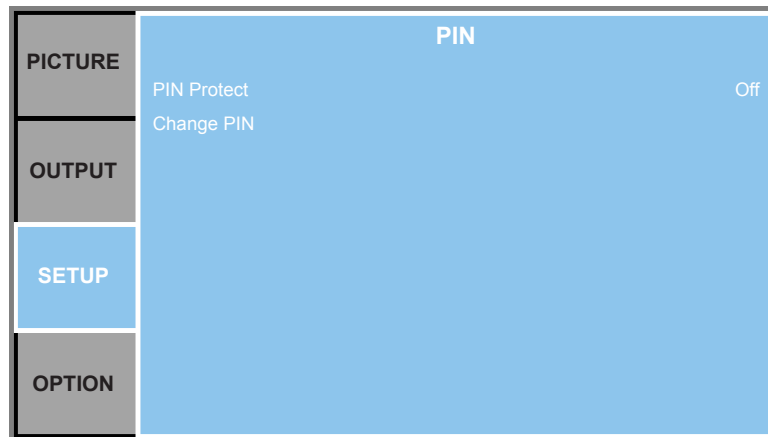 PICTURE
OUTPUT
SETUP
OPTION
PIN
PIN Protect Off
Change PIN